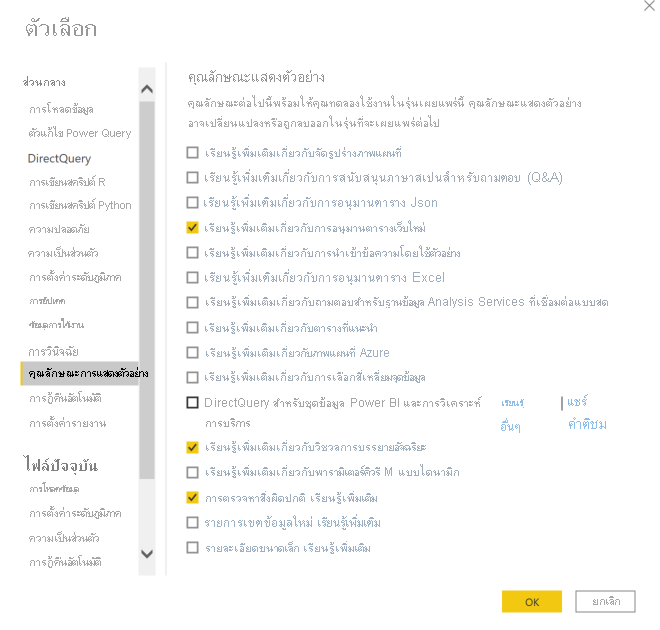 ตัวเลือก
ส่วนกลาง
การโหลดข้อมูล
ตัวแก้ไข Power Query
DirectQuery
การเขียนสคริปต์ R
การเขียนสคริปต์ Python
ความปลอดภัย
ความเป็นส่วนตัว
การตั้งค่าระดับภูมิภาค
การอัปเดต
ข้อมูลการใช้งาน
การวินิจฉัย
คุณลักษณะการแสดงตัวอย่าง
การกู้คืนอัตโนมัติ
การตั้งค่ารายงาน
ไฟล์ปัจจุบัน
การโหลดข้อมูล
การตั้งค่าระดับภูมิภาค
ความเป็นส่วนตัว
การกู้คืนอัตโนมัติ
คุณลักษณะแสดงตัวอย่าง
คุณลักษณะต่อไปนี้พร้อมให้คุณทดลองใช้งานในรุ่นเผยแพร่นี้ คุณลักษณะแสดงตัวอย่าง
อาจเปลี่ยนแปลงหรือถูกลบออกในรุ่นที่จะเผยแพร่ต่อไป
เรียนรู้เพิ่มเติมเกี่ยวกับจัดรูปร่างภาพแผนที่
เรียนรู้เพิ่มเติมเกี่ยวกับการสนับสนุนภาษาสเปนสำหรับถามตอบ (Q&A)
เรียนรู้เพิ่มเติมเกี่ยวกับการอนุมานตาราง Json
เรียนรู้เพิ่มเติมเกี่ยวกับการอนุมานตารางเว็บใหม่
เรียนรู้เพิ่มเติมเกี่ยวกับการนำเข้าข้อความโดยใช้ตัวอย่าง
เรียนรู้เพิ่มเติมเกี่ยวกับการอนุมานตาราง Excel
เรียนรู้เพิ่มเติมเกี่ยวกับถามตอบสำหรับฐานข้อมูล Analysis Services ที่เชื่อมต่อแบบสด
เรียนรู้เพิ่มเติมเกี่ยวกับตารางที่แนะนำ
เรียนรู้เพิ่มเติมเกี่ยวกับภาพแผนที่ Azure
เรียนรู้เพิ่มเติมเกี่ยวกับการเลือกสี่เหลี่ยมจุดข้อมูล
DirectQuery สำหรับชุดข้อมูล Power BI และการวิเคราะห์ เรียนรู้ แชร์
การบริการ อื่นๆ คำติชม
เรียนรู้เพิ่มเติมเกี่ยวกับวิชวลการบรรยายอัจฉริยะ
เรียนรู้เพิ่มเติมเกี่ยวกับพารามิเตอร์คิวรี M แบบไดนามิก
การตรวจหาสิ่งผิดปกติ เรียนรู้เพิ่มเติม
รายการเขตข้อมูลใหม่ เรียนรู้เพิ่มเติม
รายละเอียดขนาดเล็ก เรียนรู้เพิ่มเติม
OK
ยกเลิก